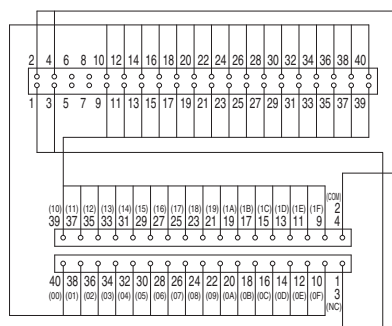 2 4 6 8 10 12 14 16 18 20 22 24 26 28 30 32 34 36 38 40
1 3 5 7 9 11 13 15 17 19 21 23 25 27 29 31 33 35 37 39
(10) (11) (12) (13) (14) (15) (16) (17) (18) (19) (1A) (1B) (1C) (1D) (1E) (1F) (COM)
2
39 37 35 33 31 29 27 25 23 21 19 17 15 13 11 9 4
40 38 36 34 32 30 28 26 24 22 20 18 16 14 12 10 1
(00) (01) (02) (03) (04) (05) (06) (07) (08) (09) (0A) (0B) (0C) (0D) (0E) (0F) 3
(NC)